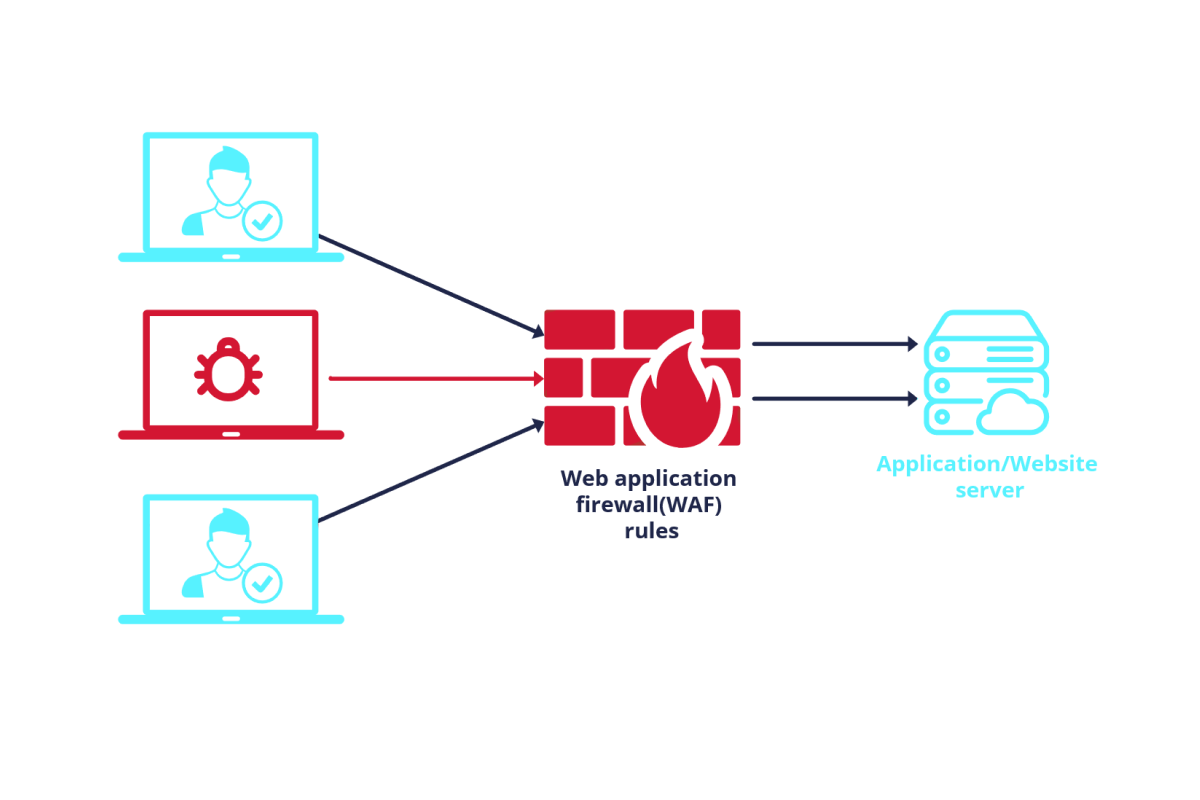 Web application
firewall(WAF)
rules
Application/Website
server